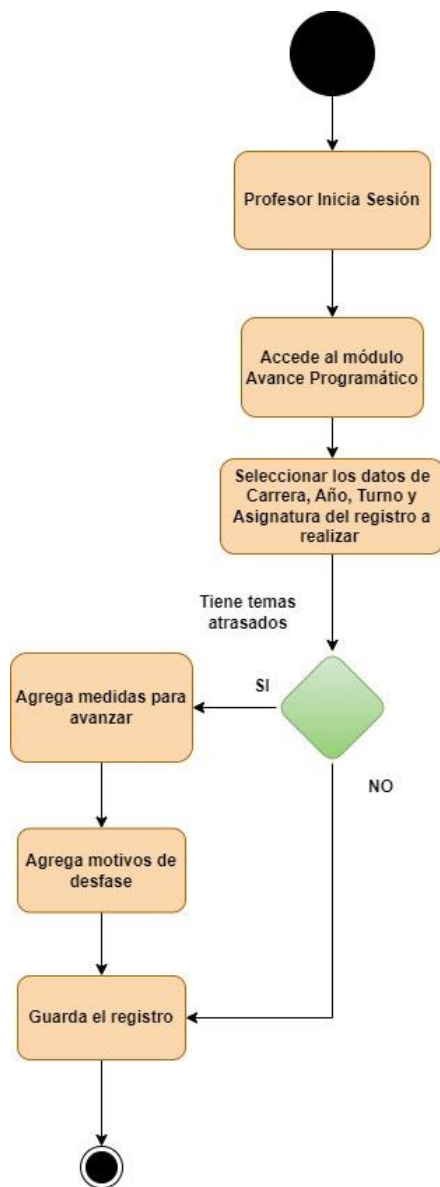 Profesor Inicia Sesión
Accede al módulo
Avance Programático
Seleccionar los datos de
Carrera, Año, Turno y
Asignatura del registro a
realizar
Tiene temas
atrasados
SI
NO
Agrega medidas para
avanzar
Agrega motivos de
desfase
Guarda el registro